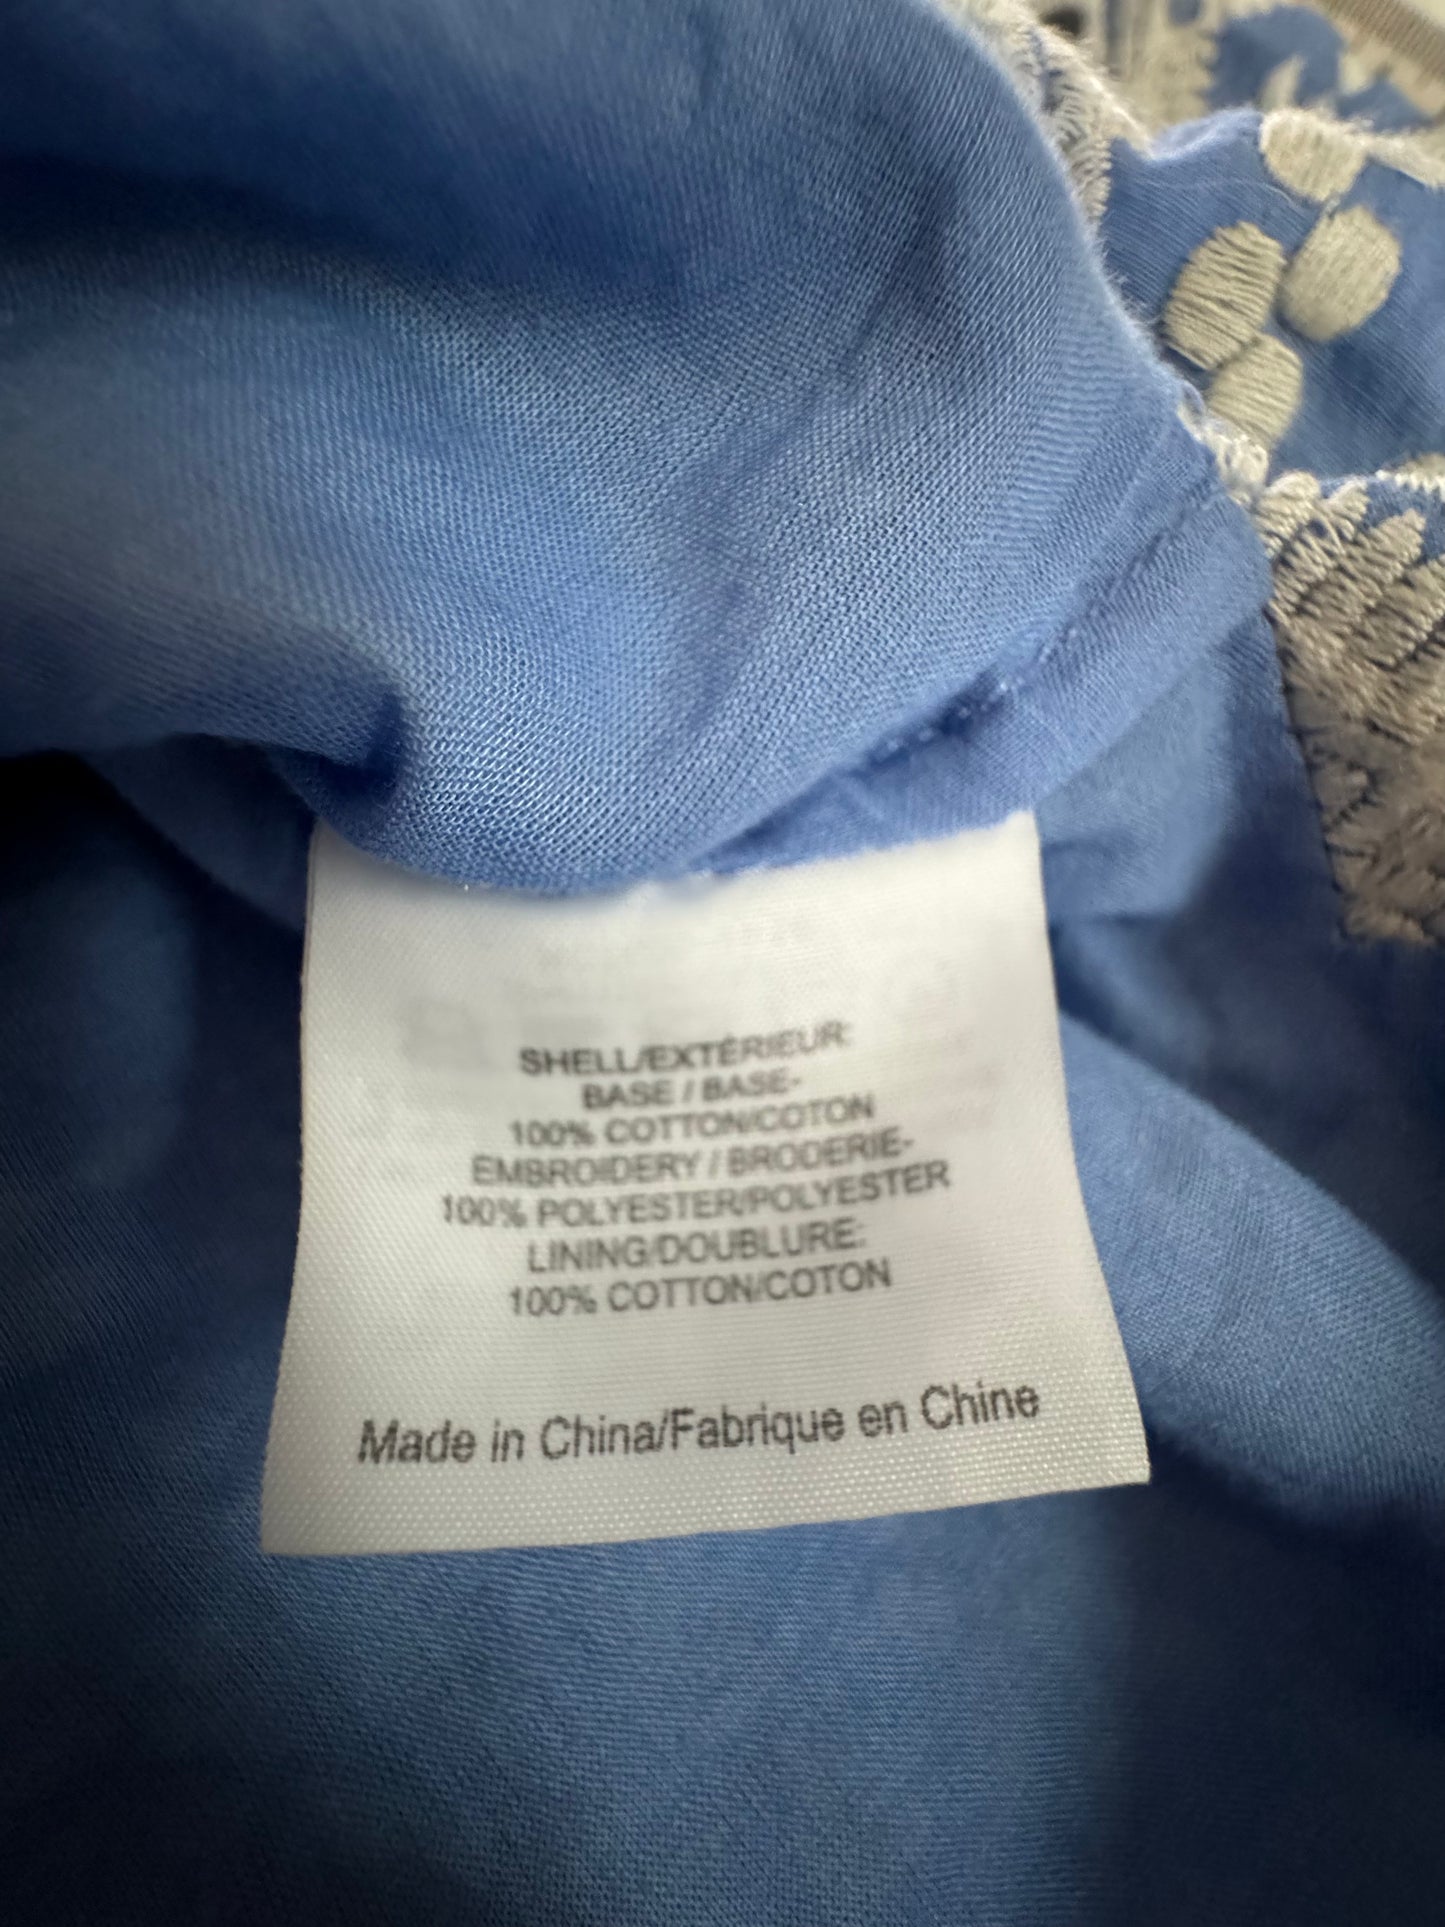 SHELL/EXTÉRIEUR:
BASE / BASE-
100% COTTON/COTON
EMBROIDERY / BRODERIE-
100% POLYESTER/POLYESTER
LINING/DOUBLURE:
100% COTTON/COTON
Made in China/Fabrique en Chine